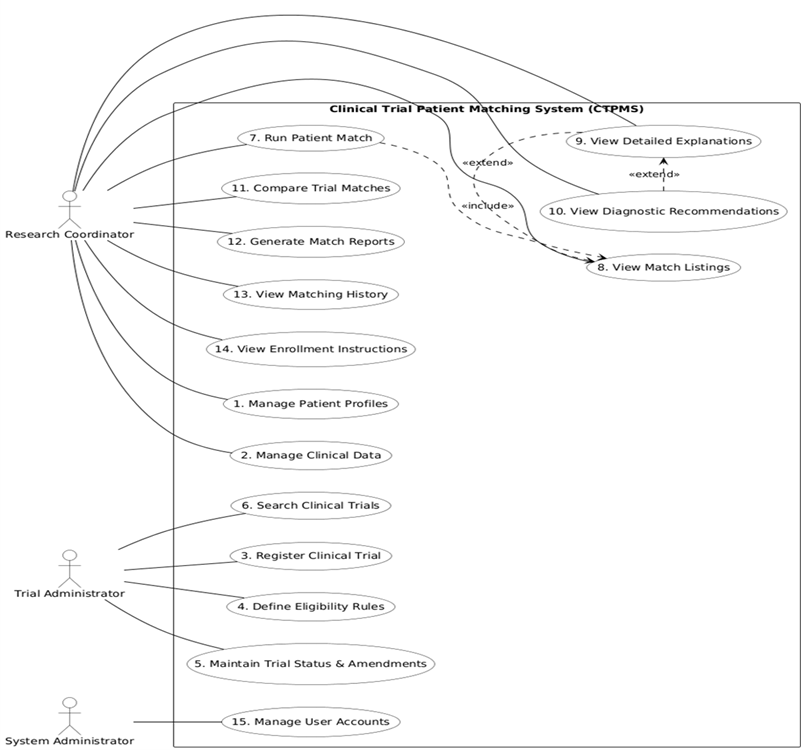 Clinical Trial Patient Matching System (CTPMS)
7. Run Patient Match
9. View Detailed Explanations
«extend»
«extend»
11. Compare Trial Matches
«include»
10. View Diagnostic Recommendations
Research Coordinator
12. Generate Match Reports
8. View Match Listings
13. View Matching History
14. View Enrollment Instructions
1. Manage Patient Profiles
2. Manage Clinical Data
6. Search Clinical Trials
3. Register Clinical Trial
Trial Administrator
4. Define Eligibility Rules
5. Maintain Trial Status & Amendments
15. Manage User Accounts
System Administrator